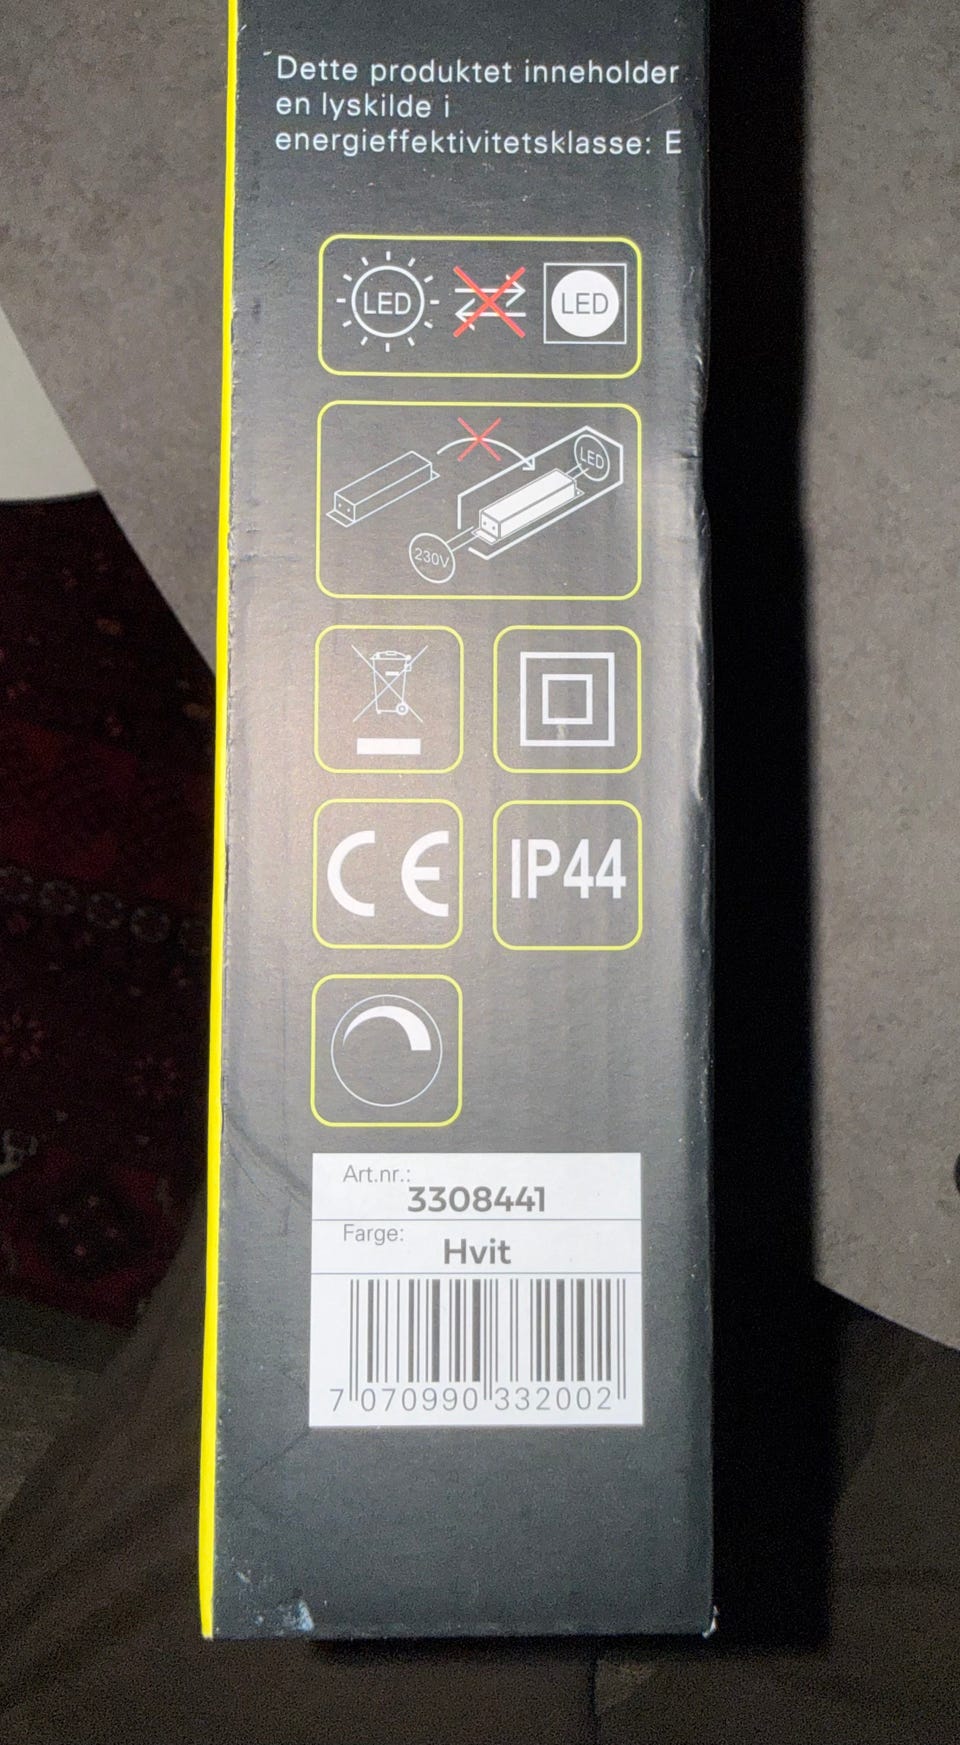 Dette produktet inneholder
en lyskilde i
energieffektivitetsklasse: E
LED LED
LED
230V
CE IP44
Art.nr.:
3308441
Farge:
Hvit
7 070990 332002